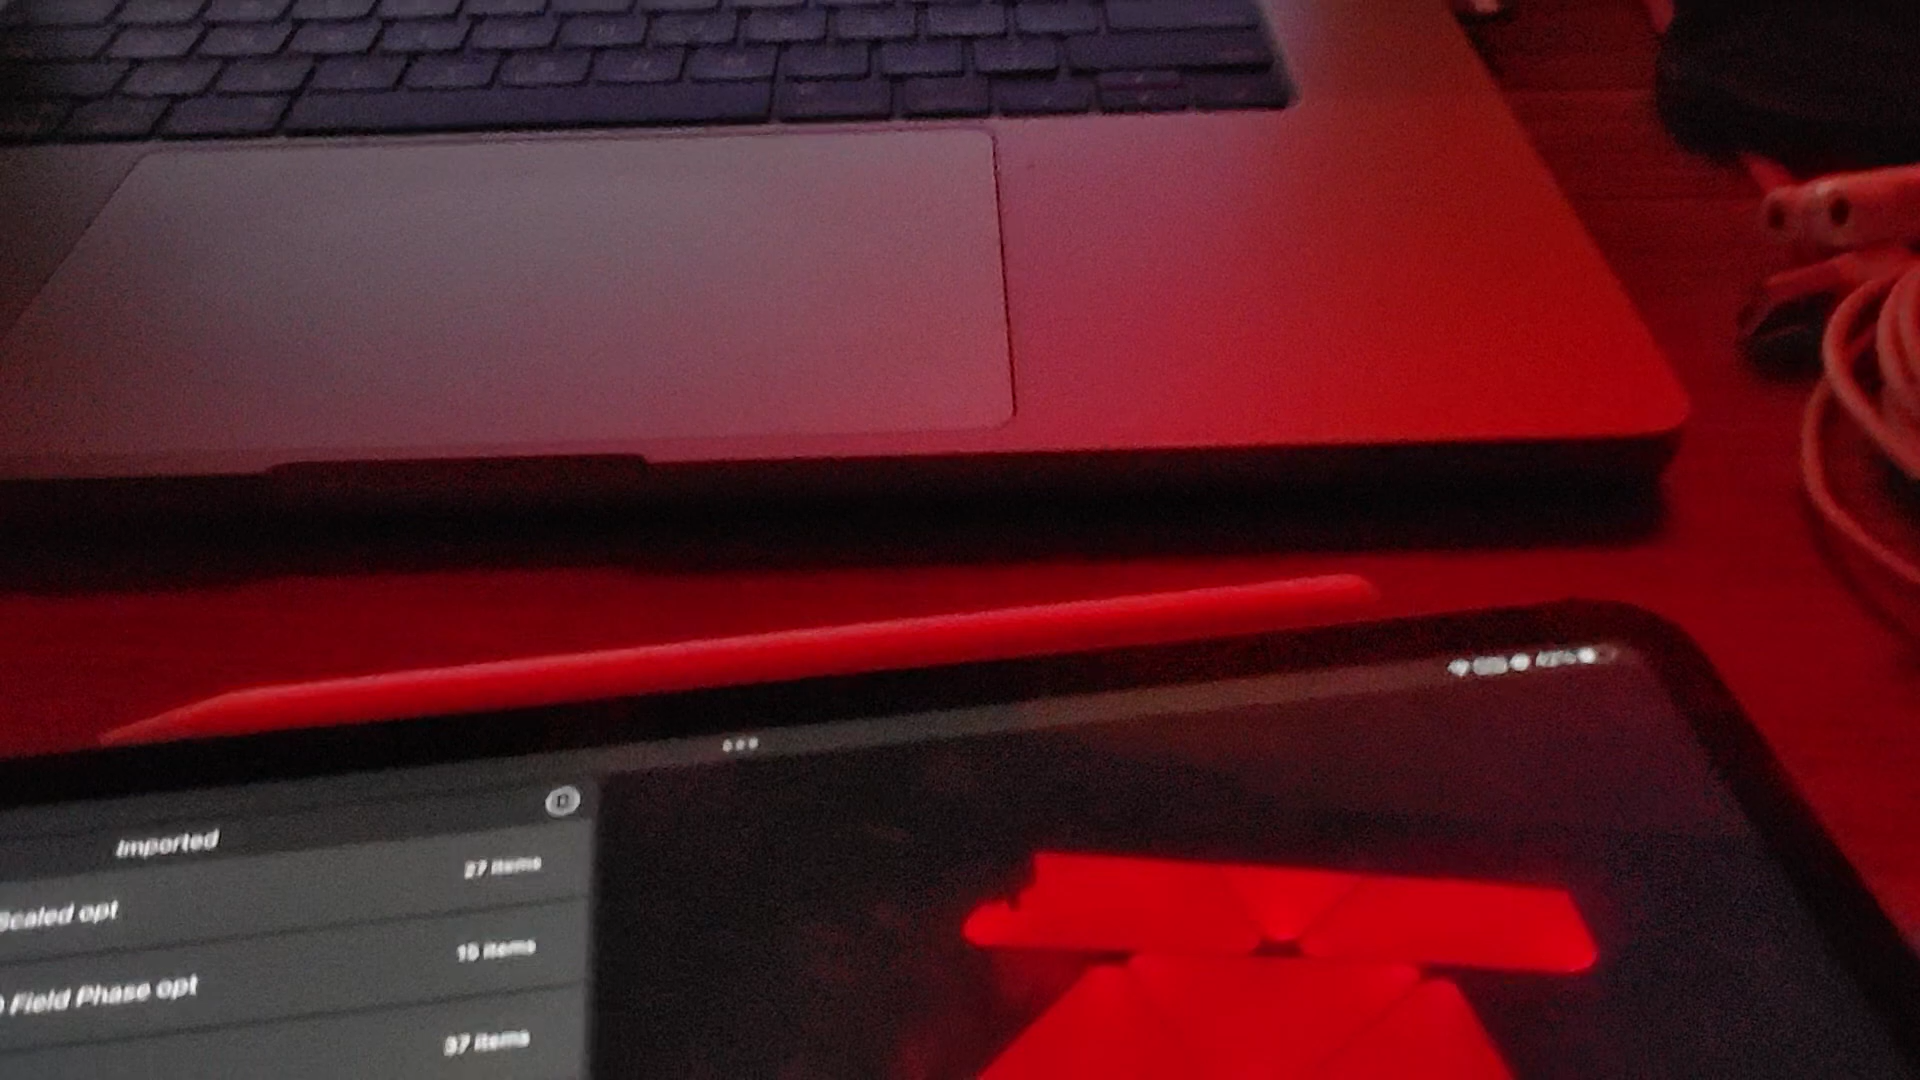 Imported
27 items
Scaled opt
15 items
Field Phase opt
37 items